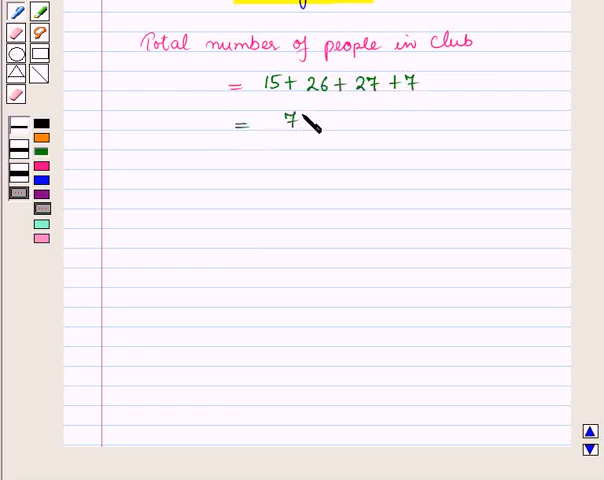 Total number of people in Club
= 15 + 26 + 27 + 7
= 7